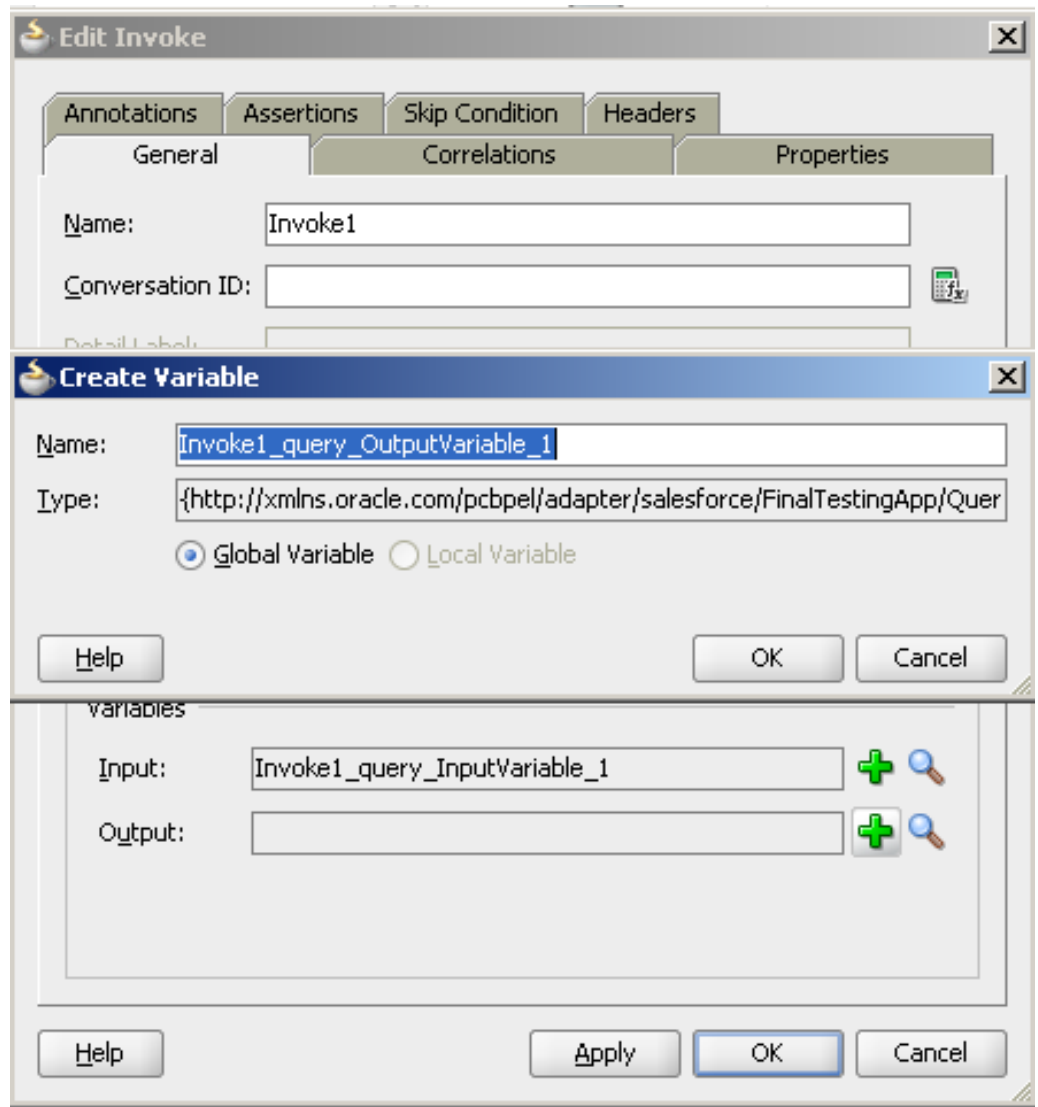 Edit Invoke
Annotations Assertions Skip Condition Headers
General Correlations Properties
Name: Invoke1
Conversation ID:
Detail Label:
Create Variable
Name: Invoke1_query_OutputVariable_1
Type: {http://xmlns.oracle.com/pcbpel/adapter/salesforce/FinalTestingApp/Quer
Global Variable Local Variable
Help OK Cancel
Variables
Input: Invoke1_query_InputVariable_1
Output:
Help Apply OK Cancel